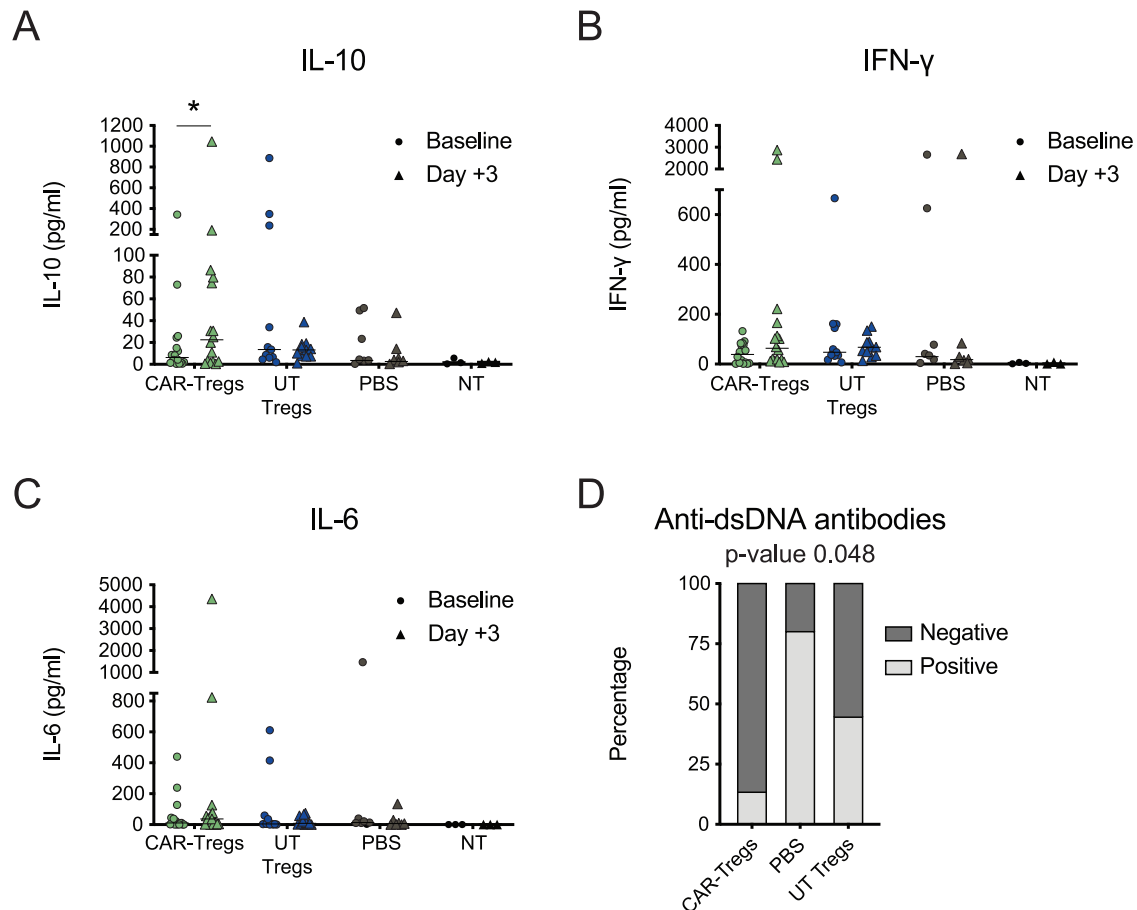 A
IL-10
*
1200
1000
800
600
400
200
100
80
60
40
20
0
IL-10 (pg/ml)
Baseline
Day +3
CAR-Tregs
UT
Tregs
PBS
NT
B
IFN-γ
4000
3000
2000
600
400
200
0
IFN-γ (pg/ml)
Baseline
Day +3
CAR-Tregs
UT
Tregs
PBS
NT
C
IL-6
5000
4000
3000
2000
1000
800
600
400
200
0
IL-6 (pg/ml)
Baseline
Day +3
CAR-Tregs
UT
Tregs
PBS
NT
D
Anti-dsDNA antibodies
p-value 0.048
100
75
50
25
0
Percentage
Negative
Positive
CAR-Tregs
PBS
UT Tregs